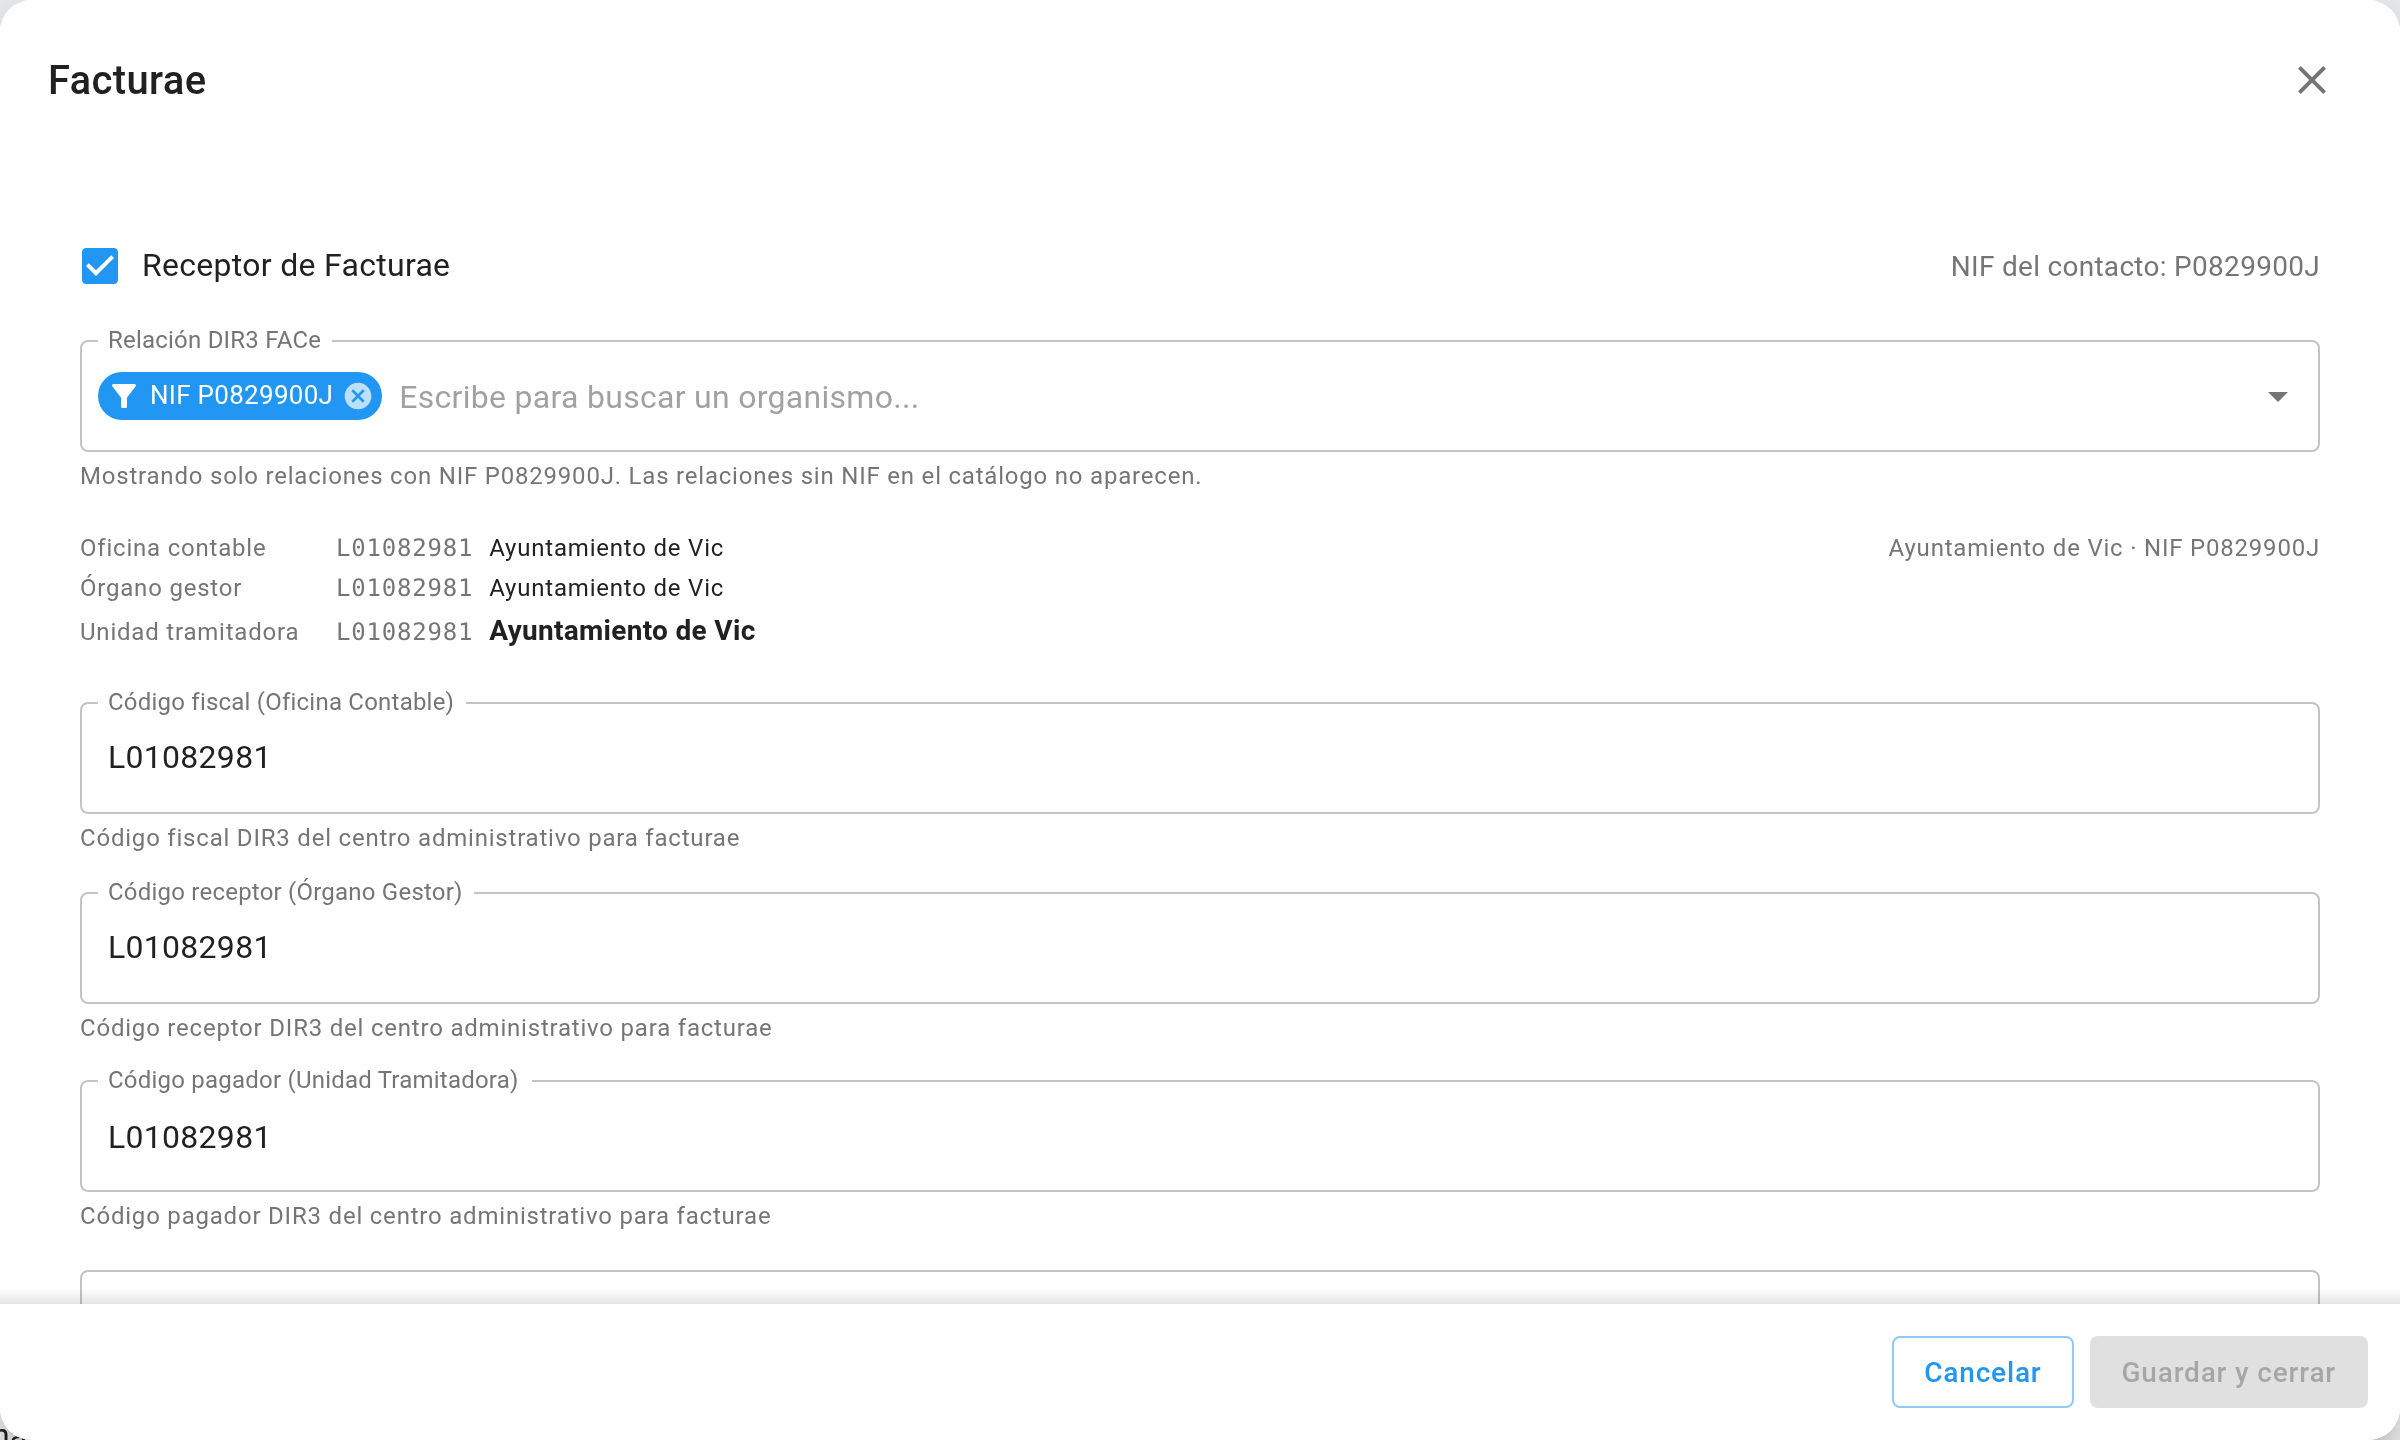 Facturae
Receptor de Facturae
NIF del contacto: P0829900J
Relación DIR3 FACe
NIF P0829900J
Escribe para buscar un organismo...
Mostrando solo relaciones con NIF P0829900J. Las relaciones sin NIF en el catálogo no aparecen.
Oficina contable L01082981 Ayuntamiento de Vic
Ayuntamiento de Vic · NIF P0829900J
Órgano gestor L01082981 Ayuntamiento de Vic
Unidad tramitadora L01082981 Ayuntamiento de Vic
Código fiscal (Oficina Contable)
L01082981
Código fiscal DIR3 del centro administrativo para facturae
Código receptor (Órgano Gestor)
L01082981
Código receptor DIR3 del centro administrativo para facturae
Código pagador (Unidad Tramitadora)
L01082981
Código pagador DIR3 del centro administrativo para facturae
Cancelar
Guardar y cerrar